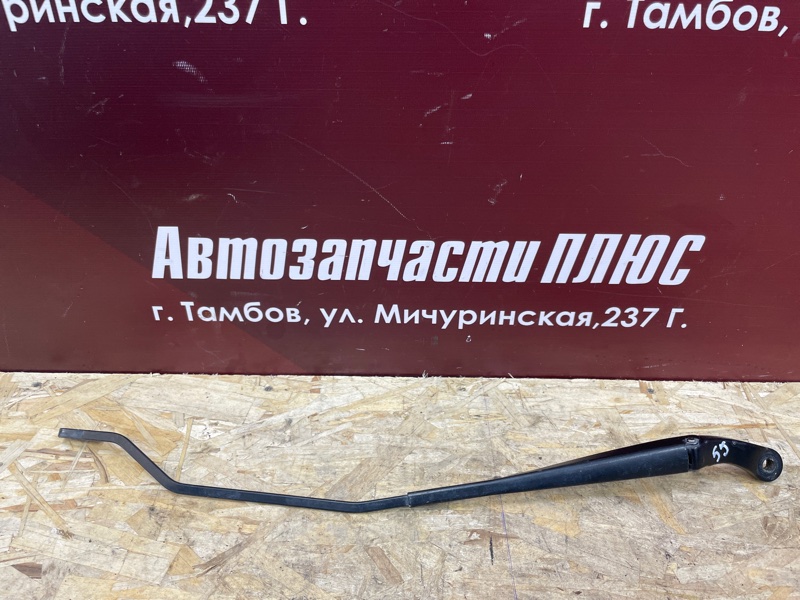 ринская,237 Г.
г. Тамбов,
Автозапчасти ПЛЮС
г. Тамбов, ул. Мичуринская,237 Г.
55